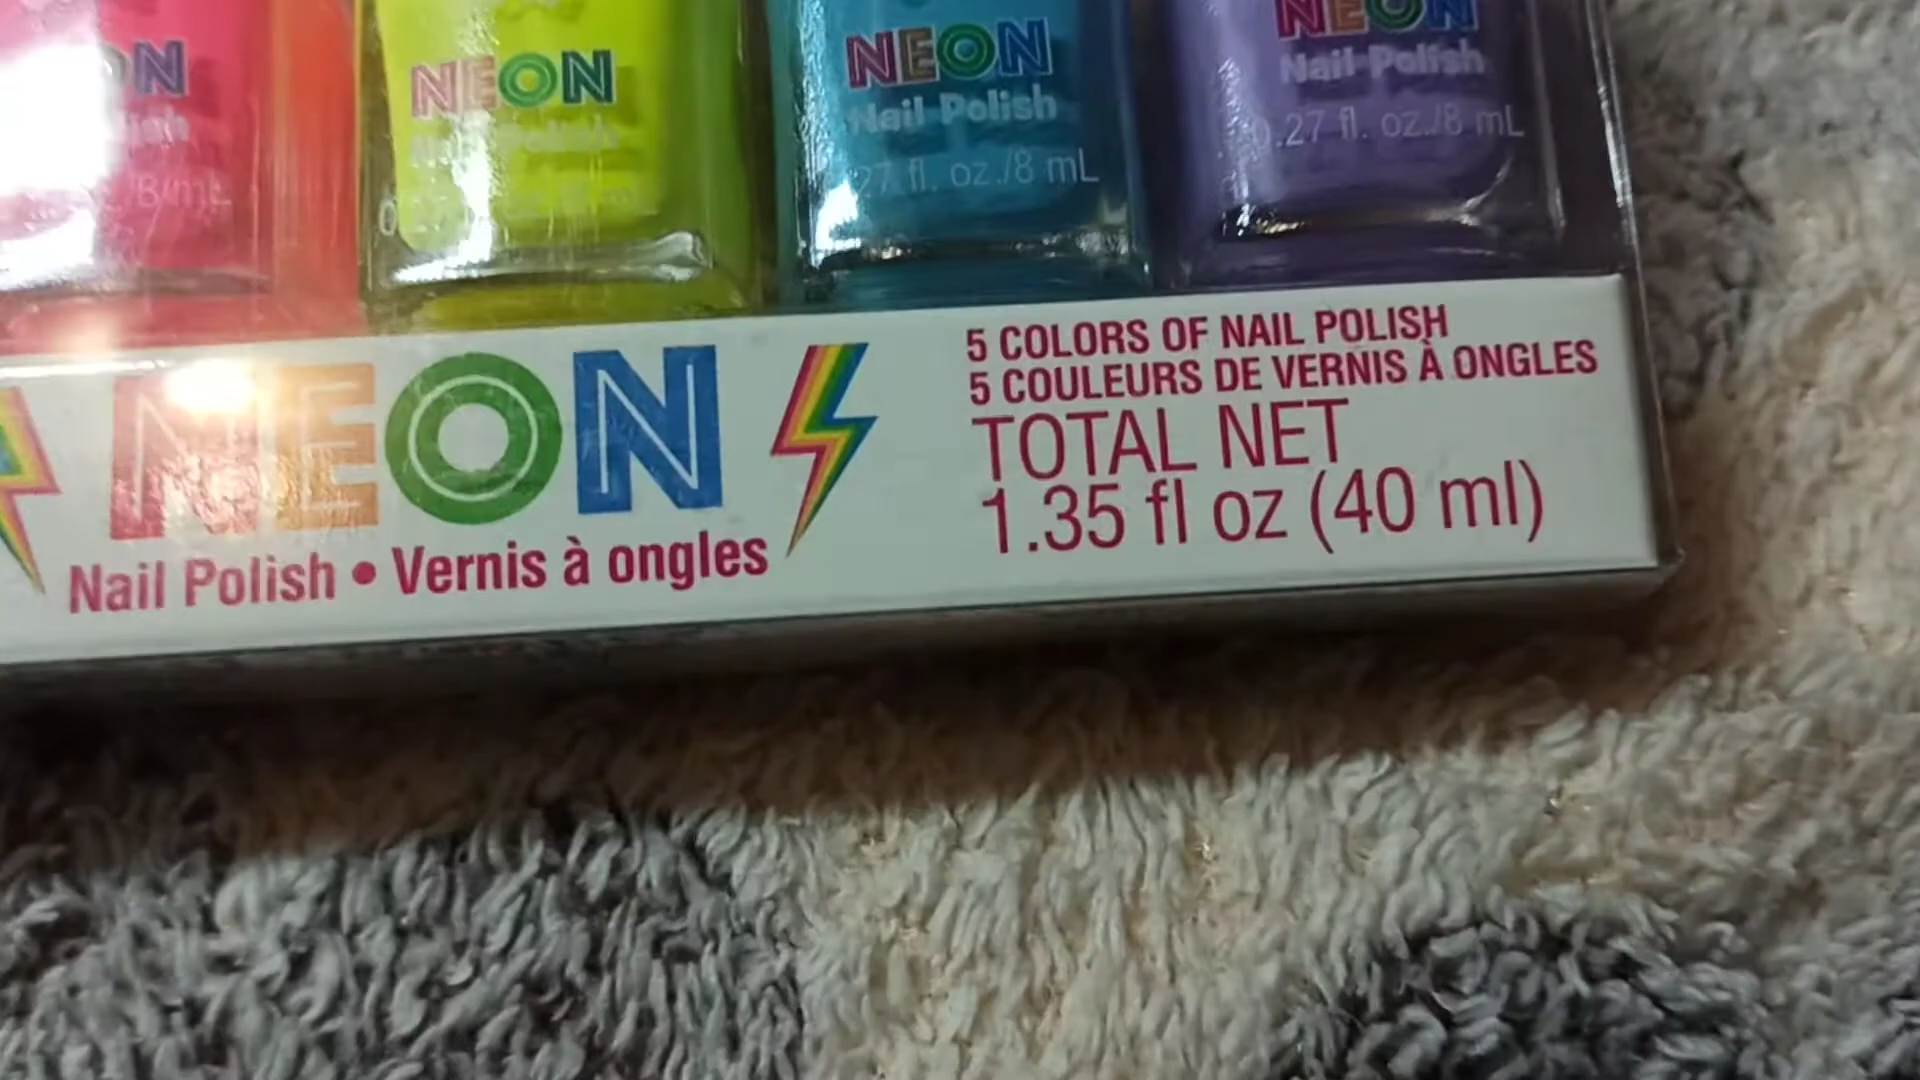 NEON
NEON
Nail Polish
27 fl. oz./8 mL
NEON
Nail Polish
0.27 fl. oz./8 mL
NEON
Nail Polish • Vernis à ongles
5 COLORS OF NAIL POLISH
5 COULEURS DE VERNIS À ONGLES
TOTAL NET
1.35 fl oz (40 ml)